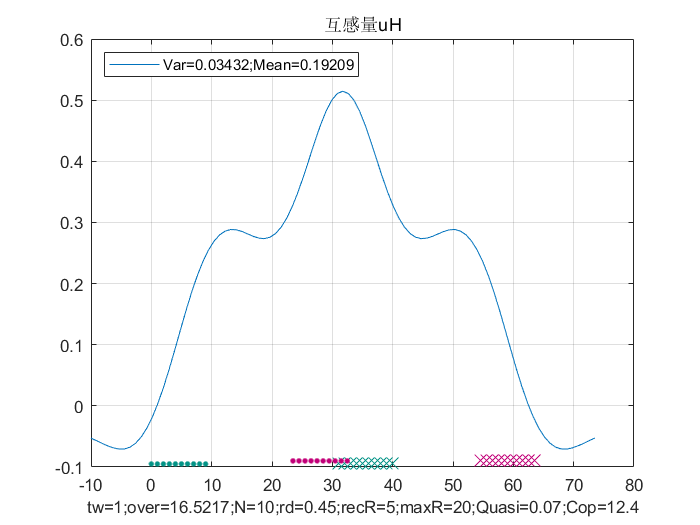 互感量uH
0.6
Var=0.03432;Mean=0.19209
0.5
0.4
0.3
0.2
0.1
0
-0.1
-10 0 10 20 30 40 50 60 70 80
tw=1;over=16.5217;N=10;rd=0.45;recR=5;maxR=20;Quasi=0.07;Cop=12.4